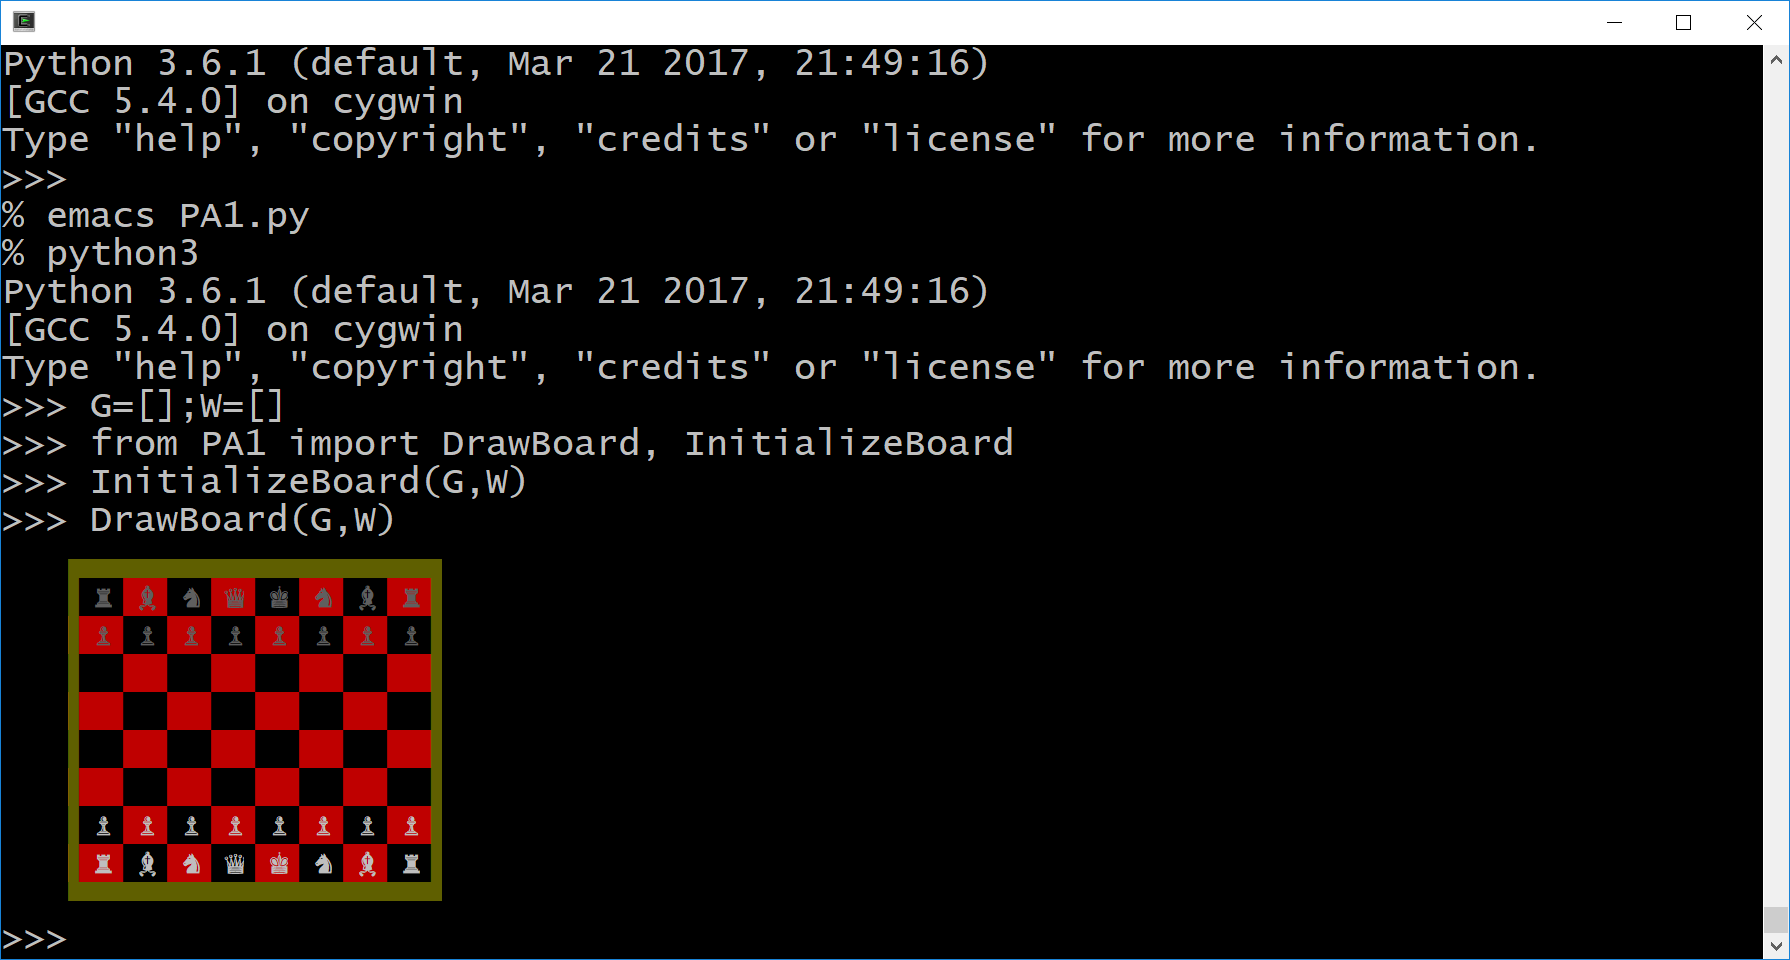 Python 3.6.1 (default, Mar 21 2017, 21:49:16)
[GCC 5.4.0] on cygwin
Type "help", "copyright", "credits" or "license" for more information.
>>>
% emacs PA1.py
% python3
Python 3.6.1 (default, Mar 21 2017, 21:49:16)
[GCC 5.4.0] on cygwin
Type "help", "copyright", "credits" or "license" for more information.
>>> G=[];W=[]
>>> from PA1 import DrawBoard, InitializeBoard
>>> InitializeBoard(G,W)
>>> DrawBoard(G,W)
♜♝♞♛♚♞♝♜
♟♟♟♟♟♟♟♟
♟♟♟♟♟♟♟♟
♜♝♞♛♚♞♝♜
>>>